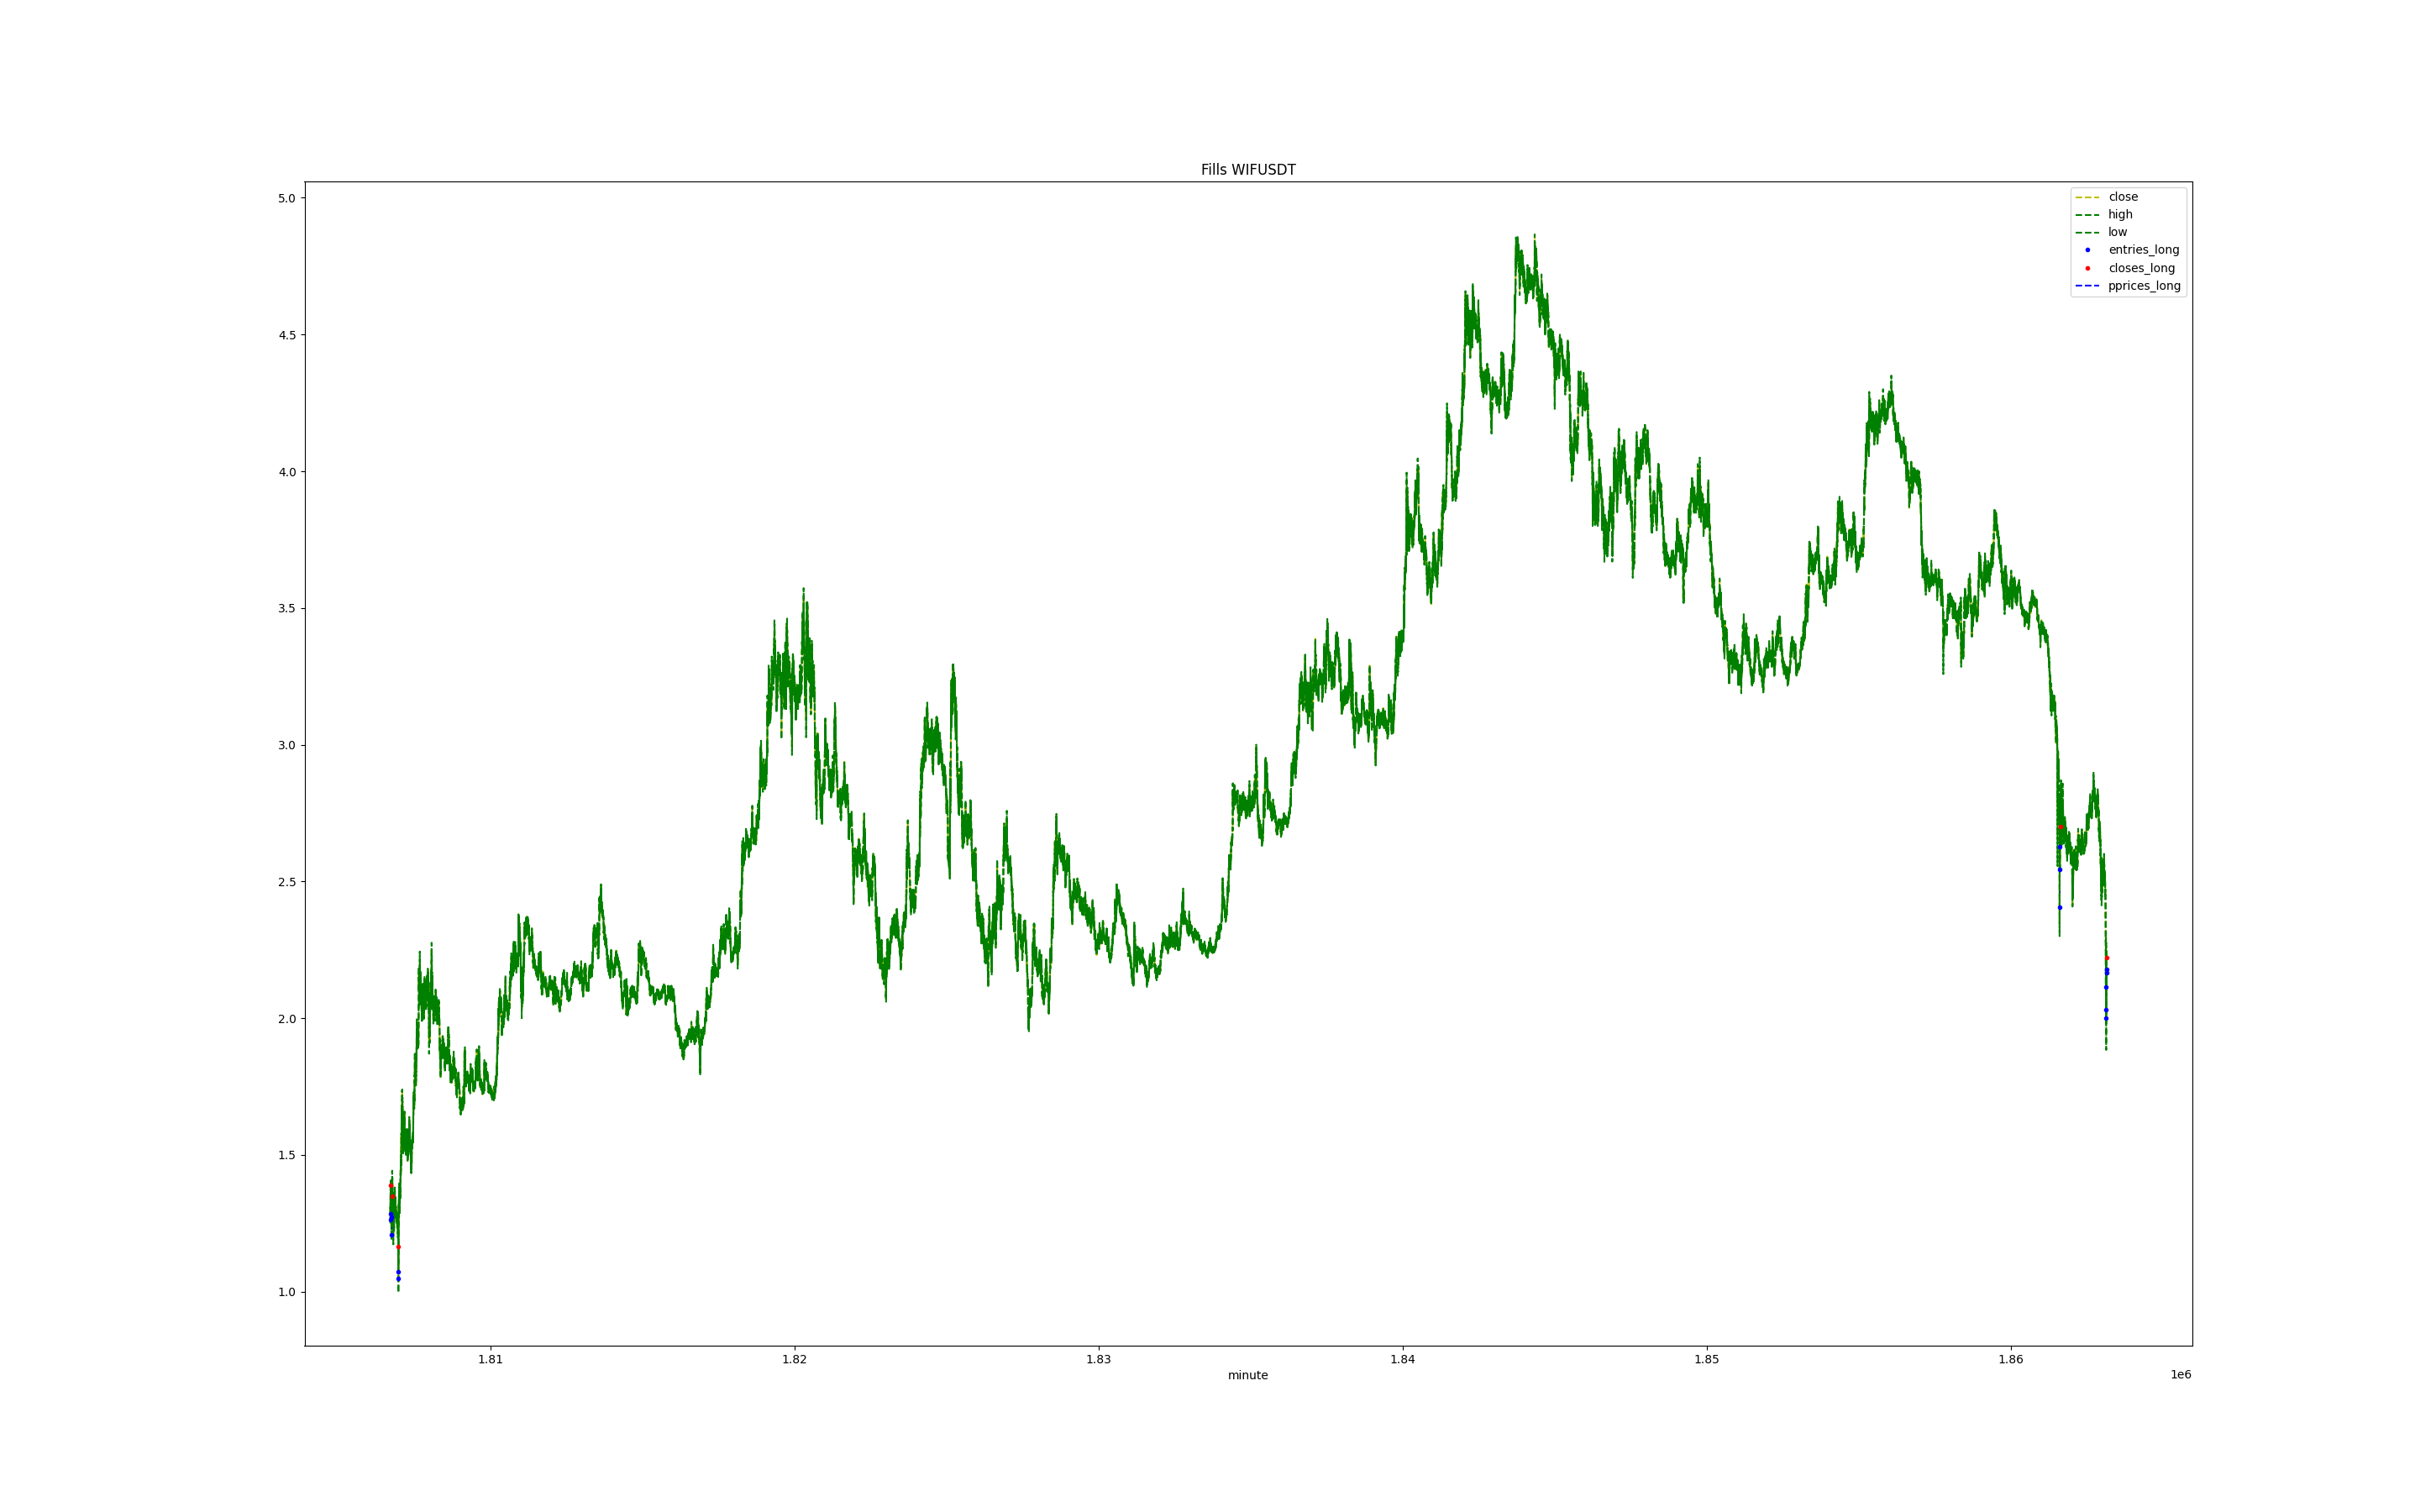 Fills WIFUSDT
close
high
low
entries_long
closes_long
pprices_long
5.0
4.5
4.0
3.5
3.0
2.5
2.0
1.5
1.0
1.81 1.82 1.83 1.84 1.85 1.86
minute
1e6